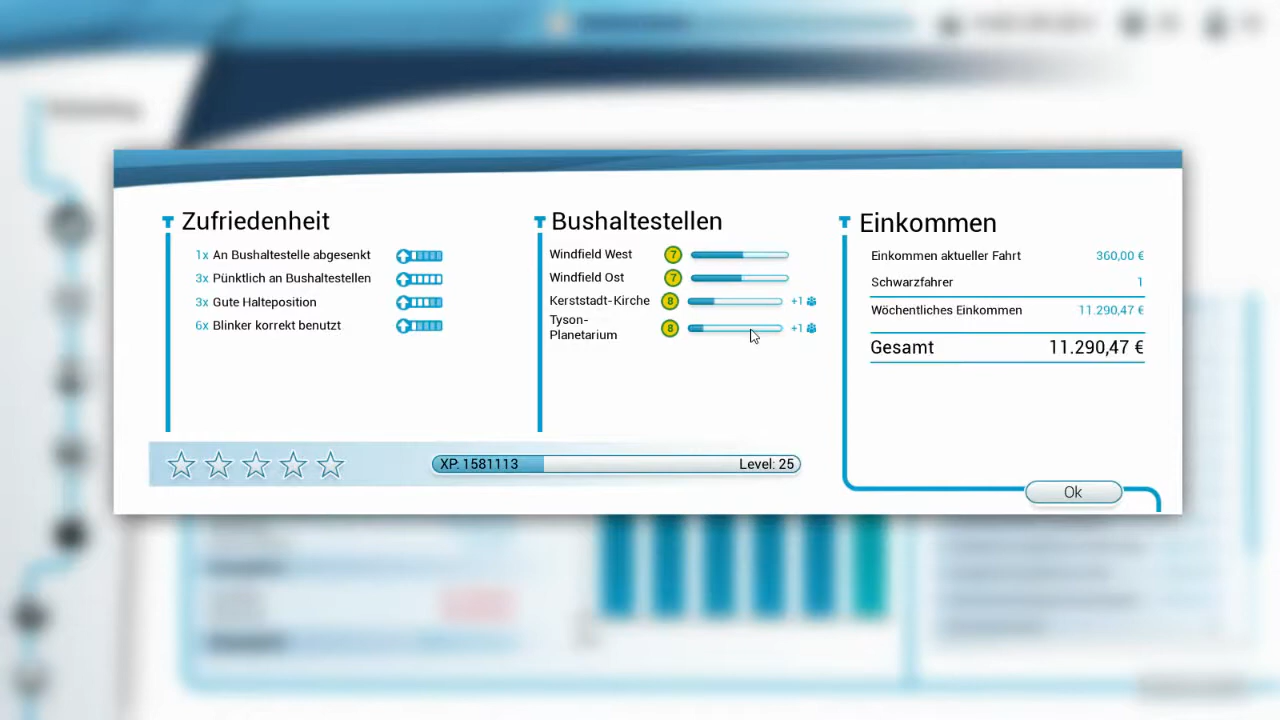 Zufriedenheit
1x An Bushaltestelle abgesenkt
3x Pünktlich an Bushaltestellen
3x Gute Halteposition
6x Blinker korrekt benutzt
Bushaltestellen
Windfield West 7
Windfield Ost 7
Kerststadt-Kirche 8 +1
Tyson-
Planetarium 8 +1
Einkommen
Einkommen aktueller Fahrt 360,00 €
Schwarzfahrer 1
Wöchentliches Einkommen 11.290,47 €
Gesamt 11.290,47 €
XP: 1581113 Level: 25
Ok